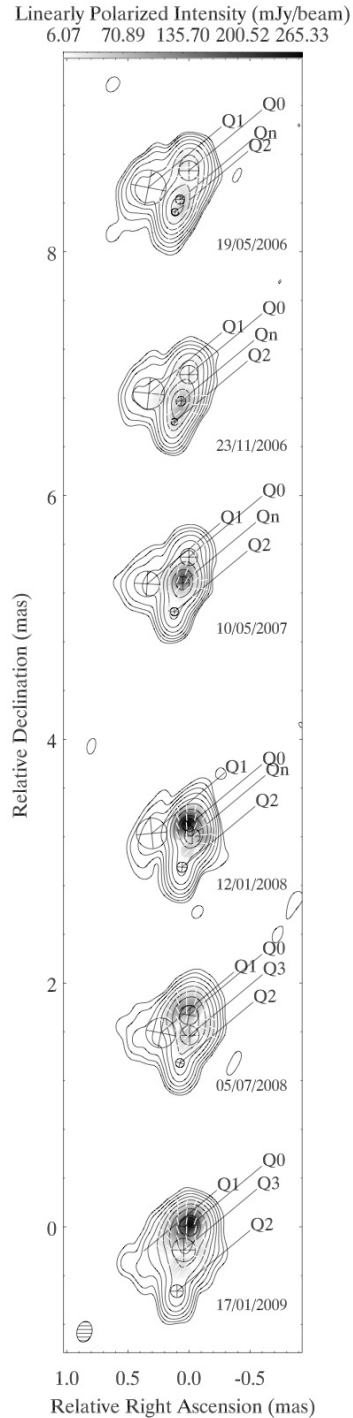 Linearly Polarized Intensity (mJy/beam)
6.07 70.89 135.70 200.52 265.33
Q0
Q1
Qn
Q2
19/05/2006
8
Q0
Q1
Qn
Q2
23/11/2006
6
Q0
Q1
Qn
Q2
10/05/2007
4
Q0
Q1
Qn
Q2
12/01/2008
2
Q0
Q1
Q3
Q2
05/07/2008
Q0
Q1
Q3
Q2
0
17/01/2009
Relative Declination (mas)
1.0 0.5 0.0 -0.5
Relative Right Ascension (mas)